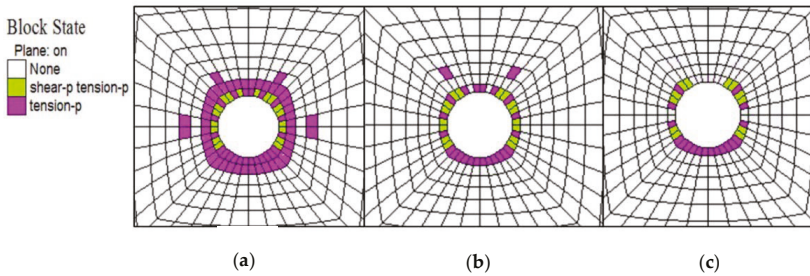 Block State
Plane: on
None
shear-p tension-p
tension-p
(a) (b) (c)